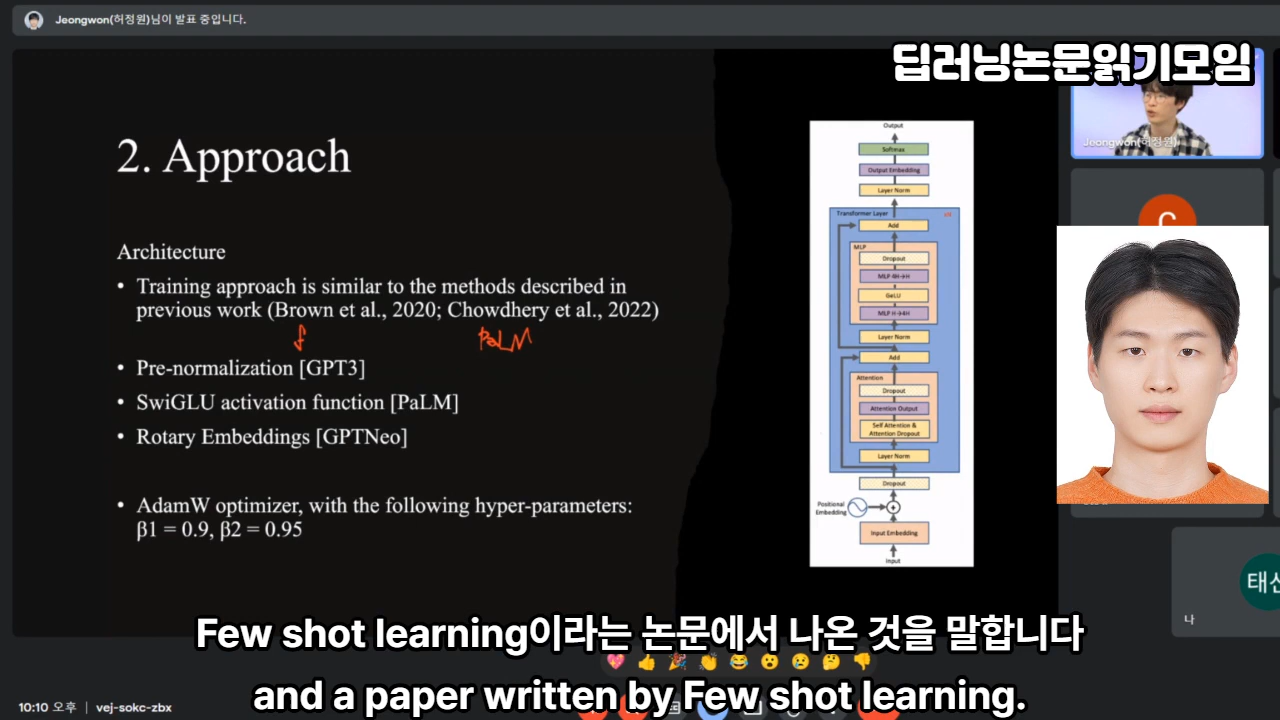 Jeongwon(허정원)님이 발표 중입니다.
딥러닝논문읽기모임
Jeongwon(허정원)
2. Approach
Architecture
• Training approach is similar to the methods described in
previous work (Brown et al., 2020; Chowdhery et al., 2022)
PaLM
• Pre-normalization [GPT3]
• SwiGLU activation function [PaLM]
• Rotary Embeddings [GPTNeo]
• AdamW optimizer, with the following hyper-parameters:
β1 = 0.9, β2 = 0.95
Output
Softmax
Output Embedding
Layer Norm
Transformer Layer
Add
MLP
Dropout
MLP 4H->H
GeLU
MLP H->4H
Layer Norm
Add
Attention
Dropout
Attention Output
Self Attention &
Attention Dropout
Layer Norm
Dropout
Positional
Embedding
+
Input Embedding
Input
나
Few shot learning이라는 논문에서 나온 것을 말합니다
and a paper written by Few shot learning.
10:10 오후 | vej-sokc-zbx